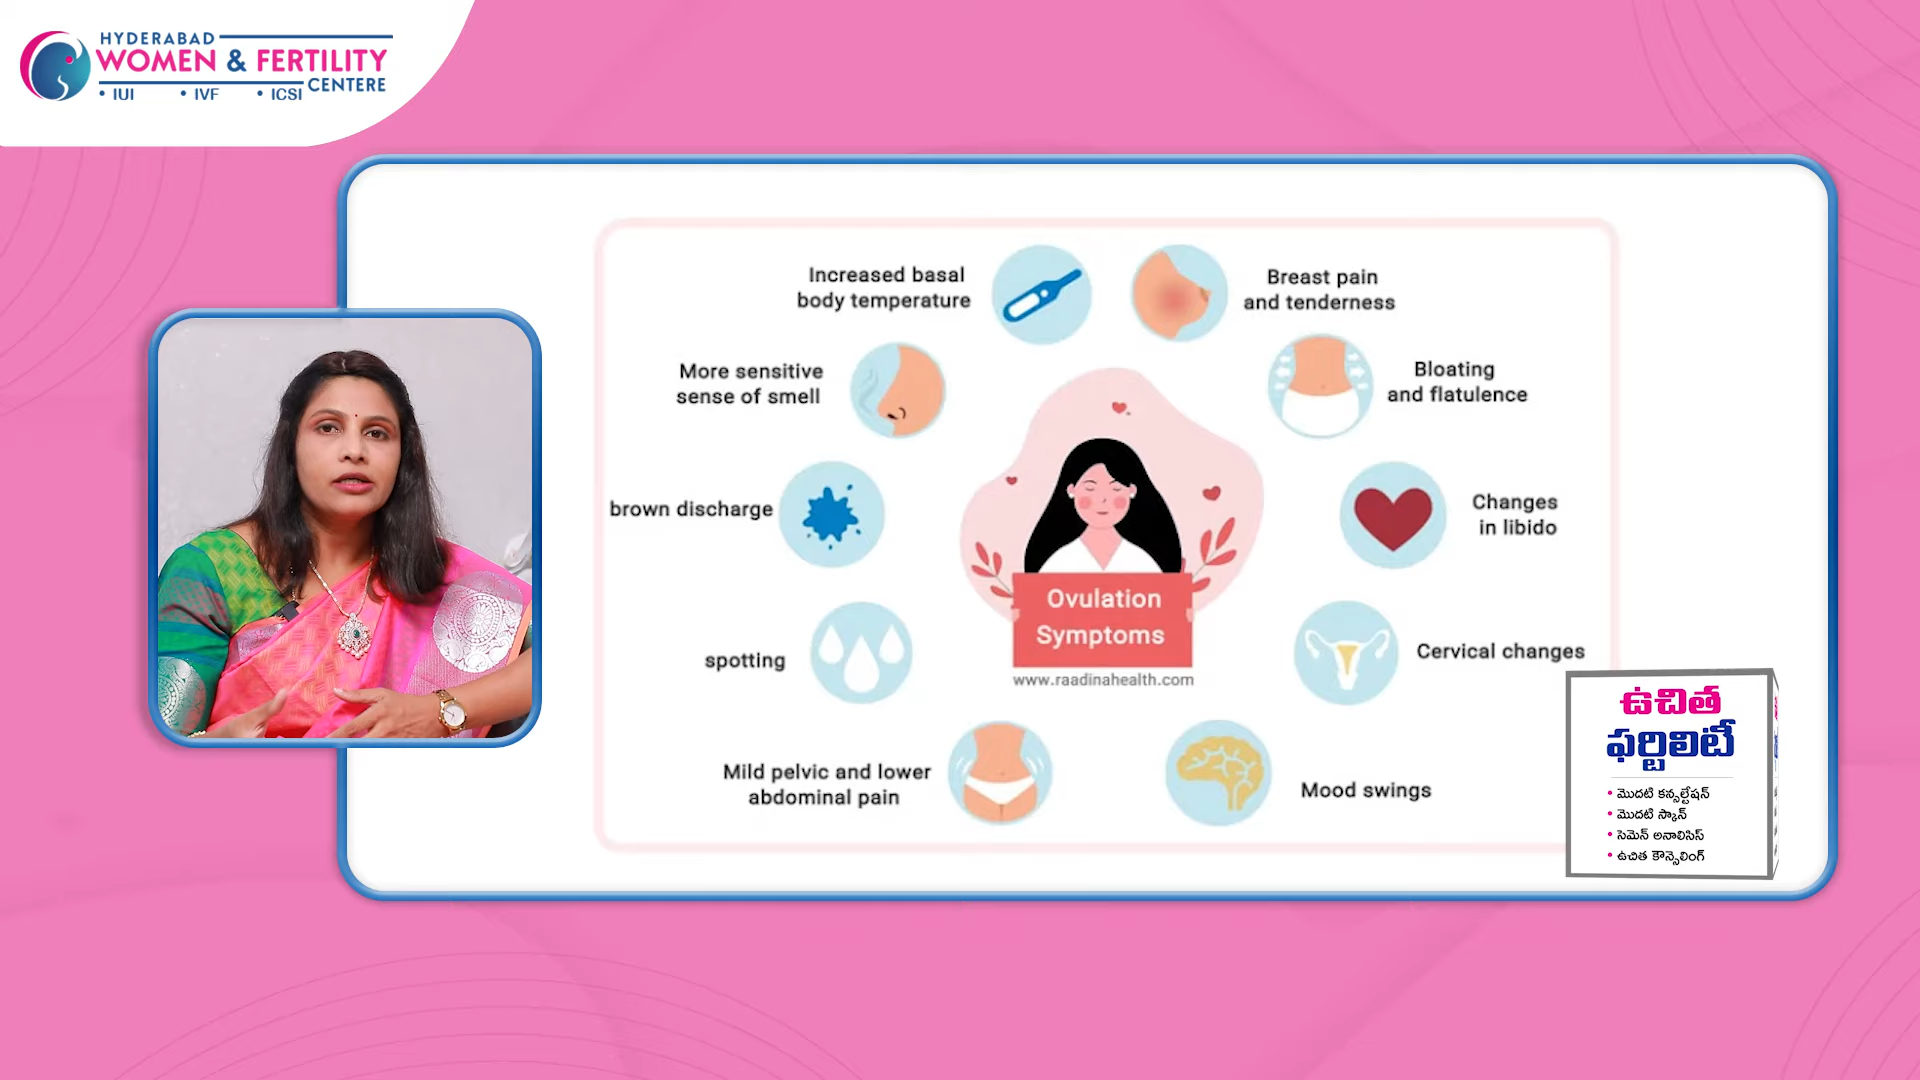 HYDERABAD
WOMEN & FERTILITY
CENTERE
• IUI • IVF • ICSI
Increased basal
body temperature
Breast pain
and tenderness
More sensitive
sense of smell
Bloating
and flatulence
brown discharge
Changes
in libido
Ovulation
Symptoms
www.raadinahealth.com
spotting
Cervical changes
Mild pelvic and lower
abdominal pain
Mood swings
ఉచిత
ఫర్టిలిటీ
• మొదటి కన్సల్టేషన్
• మొదటి స్కాన్
• సెమెన్ అనాలిసిస్
• ఉచిత కౌన్సెలింగ్